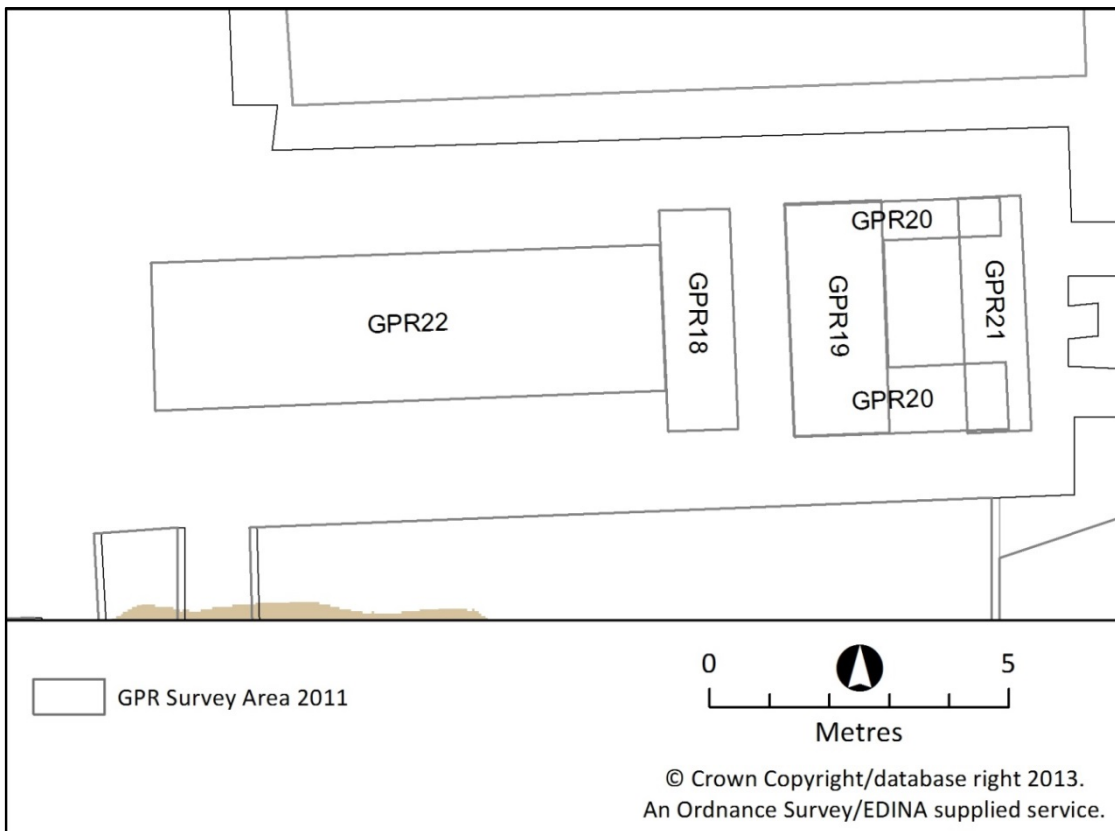 GPR20
GPR22
GPR18
GPR19
GPR21
GPR20
GPR Survey Area 2011
0 5
Metres
© Crown Copyright/database right 2013.
An Ordnance Survey/EDINA supplied service.